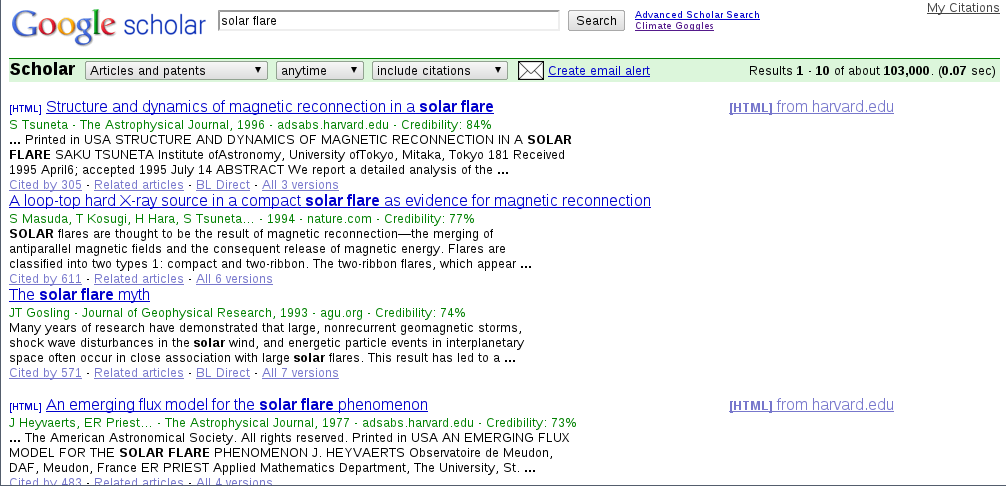 My Citations
Google scholar
solar flare
Search
Advanced Scholar Search
Climate Goggles
Scholar
Articles and patents
anytime
include citations
Create email alert
Results 1 - 10 of about 103,000. (0.07 sec)
[HTML] Structure and dynamics of magnetic reconnection in a solar flare
[HTML] from harvard.edu
S Tsuneta - The Astrophysical Journal, 1996 - adsabs.harvard.edu - Credibility: 84%
... Printed in USA STRUCTURE AND DYNAMICS OF MAGNETIC RECONNECTION IN A SOLAR
FLARE SAKU TSUNETA Institute ofAstronomy, University ofTokyo, Mitaka, Tokyo 181 Received
1995 April6; accepted 1995 July 14 ABSTRACT We report a detailed analysis of the ...
Cited by 305 - Related articles - BL Direct - All 3 versions
A loop-top hard X-ray source in a compact solar flare as evidence for magnetic reconnection
S Masuda, T Kosugi, H Hara, S Tsuneta... - 1994 - nature.com - Credibility: 77%
SOLAR flares are thought to be the result of magnetic reconnection—the merging of
antiparallel magnetic fields and the consequent release of magnetic energy. Flares are
classified into two types 1: compact and two-ribbon. The two-ribbon flares, which appear ...
Cited by 611 - Related articles - All 6 versions
The solar flare myth
JT Gosling - Journal of Geophysical Research, 1993 - agu.org - Credibility: 74%
Many years of research have demonstrated that large, nonrecurrent geomagnetic storms,
shock wave disturbances in the solar wind, and energetic particle events in interplanetary
space often occur in close association with large solar flares. This result has led to a ...
Cited by 571 - Related articles - BL Direct - All 7 versions
[HTML] An emerging flux model for the solar flare phenomenon
[HTML] from harvard.edu
J Heyvaerts, ER Priest... - The Astrophysical Journal, 1977 - adsabs.harvard.edu - Credibility: 73%
... The American Astronomical Society. All rights reserved. Printed in USA AN EMERGING FLUX
MODEL FOR THE SOLAR FLARE PHENOMENON J. HEYVAERTS Observatoire de Meudon,
DAF, Meudon, France ER PRIEST Applied Mathematics Department, The University, St. ...
Cited by 483 - Related articles - All 4 versions